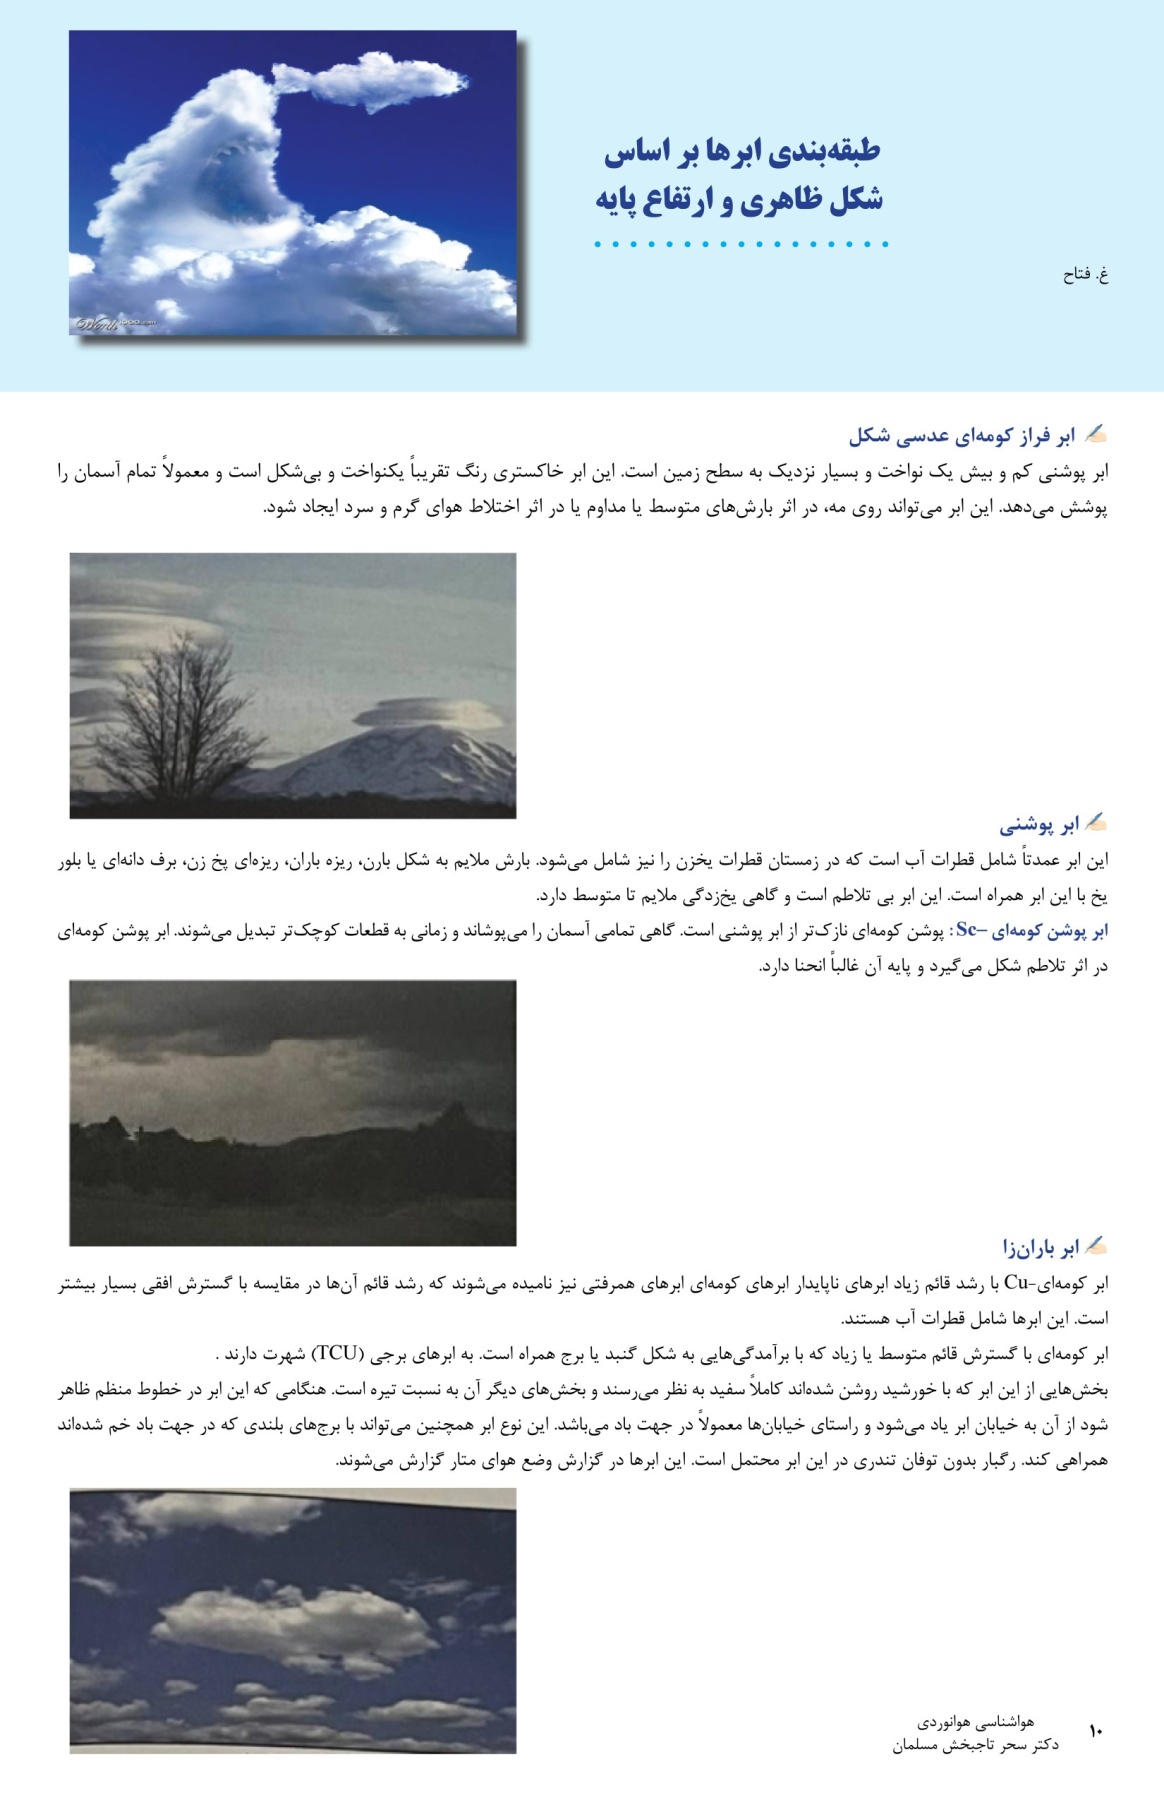 طبقه‌بندی ابرها بر اساس
شکل ظاهری و ارتفاع پایه
غ. فتاح
Worth1000.com
ابر فراز کومه‌ای عدسی شکل
ابر پوشنی کم و بیش یک نواخت و بسیار نزدیک به سطح زمین است. این ابر خاکستری رنگ تقریباً یکنواخت و بی‌شکل است و معمولاً تمام آسمان را
پوشش می‌دهد. این ابر می‌تواند روی مه، در اثر بارش‌های متوسط یا مداوم یا در اثر اختلاط هوای گرم و سرد ایجاد شود.
ابر پوشنی
این ابر عمدتاً شامل قطرات آب است که در زمستان قطرات یخزن را نیز شامل می‌شود. بارش ملایم به شکل بارن، ریزه باران، ریزه‌ای پخ زن، برف دانه‌ای یا بلور
یخ با این ابر همراه است. این ابر بی تلاطم است و گاهی یخ‌زدگی ملایم تا متوسط دارد.
ابر پوشن کومه‌ای –Sc: پوشن کومه‌ای نازک‌تر از ابر پوشنی است. گاهی تمامی آسمان را می‌پوشاند و زمانی به قطعات کوچک‌تر تبدیل می‌شوند. ابر پوشن کومه‌ای
در اثر تلاطم شکل می‌گیرد و پایه آن غالباً انحنا دارد.
ابر باران‌زا
ابر کومه‌ای-Cu با رشد قائم زیاد ابرهای ناپایدار ابرهای کومه‌ای ابرهای همرفتی نیز نامیده می‌شوند که رشد قائم آن‌ها در مقایسه با گسترش افقی بسیار بیشتر
است. این ابرها شامل قطرات آب هستند.
ابر کومه‌ای با گسترش قائم متوسط یا زیاد که با برآمدگی‌هایی به شکل گنبد یا برج همراه است. به ابرهای برجی (TCU) شهرت دارند .
بخش‌هایی از این ابر که با خورشید روشن شده‌اند کاملاً سفید به نظر می‌رسند و بخش‌های دیگر آن به نسبت تیره است. هنگامی که این ابر در خطوط منظم ظاهر
شود از آن به خیابان ابر یاد می‌شود و راستای خیابان‌ها معمولاً در جهت باد می‌باشد. این نوع ابر همچنین می‌تواند با برج‌های بلندی که در جهت باد خم شده‌اند
همراهی کند. رگبار بدون توفان تندری در این ابر محتمل است. این ابرها در گزارش وضع هوای متار گزارش می‌شوند.
هواشناسی هوانوردی
دکتر سحر تاجبخش مسلمان
۱۰